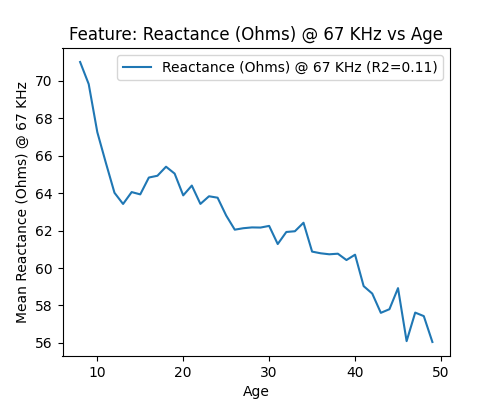 Feature: Reactance (Ohms) @ 67 KHz vs Age
Reactance (Ohms) @ 67 KHz (R2=0.11)
Mean Reactance (Ohms) @ 67 KHz
70
68
66
64
62
60
58
56
10 20 30 40 50
Age